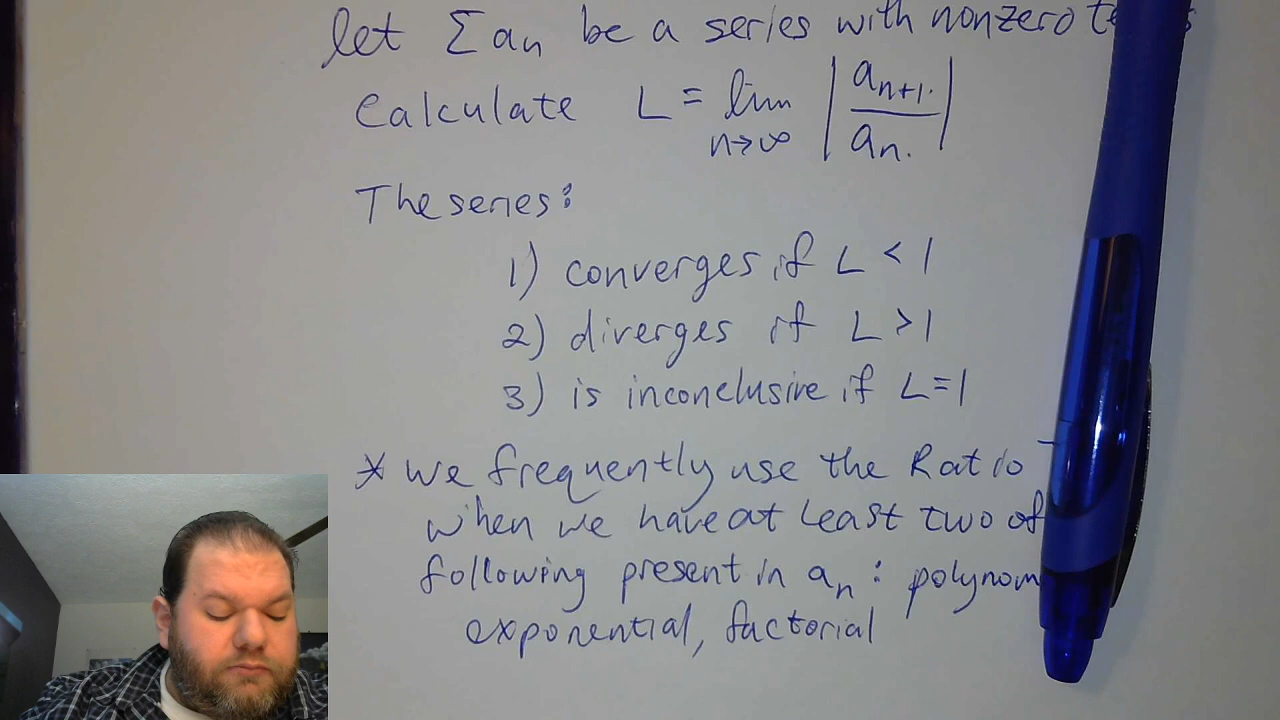 let Σ aₙ be a series with nonzero
Calculate L = lim n→∞ | aₙ₊₁ / aₙ |
The series:
1) converges if L < 1
2) diverges if L > 1
3) is inconclusive if L = 1
* we frequently use the Ratio
when we have at least two of
following present in aₙ : polynom
exponential, factorial